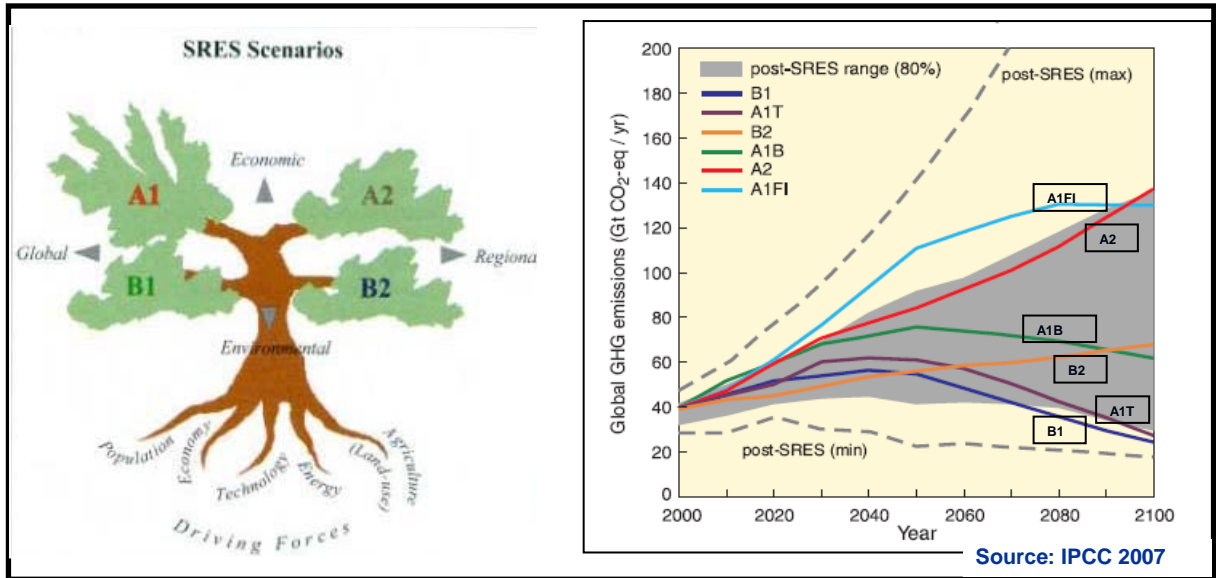 SRES Scenarios
Economic
A1
A2
Global
Regiona
B1
B2
Environmental
Population
Economy
Technology
Energy
(Land-use)
Agriculture
Driving Forces
200
180
160
140
120
100
80
60
40
20
0
Global GHG emissions (Gt CO₂-eq / yr)
post-SRES range (80%)
B1
A1T
B2
A1B
A2
A1FI
post-SRES (max)
A1FI
A2
A1B
B2
A1T
B1
post-SRES (min)
2000 2020 2040 2060 2080 2100
Year
Source: IPCC 2007